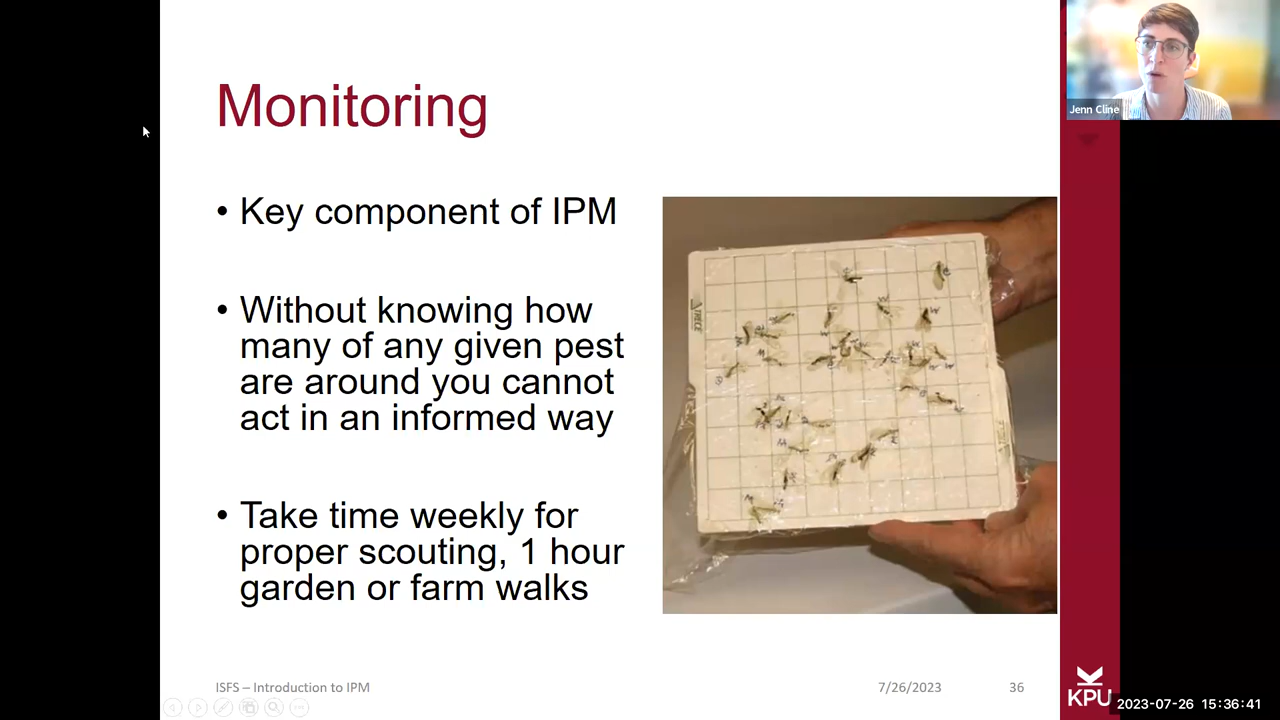 Monitoring
• Key component of IPM
• Without knowing how
many of any given pest
are around you cannot
act in an informed way
• Take time weekly for
proper scouting, 1 hour
garden or farm walks
ISFS – Introduction to IPM
7/26/2023
36
Jenn Cline
KPU
2023-07-26 15:36:41